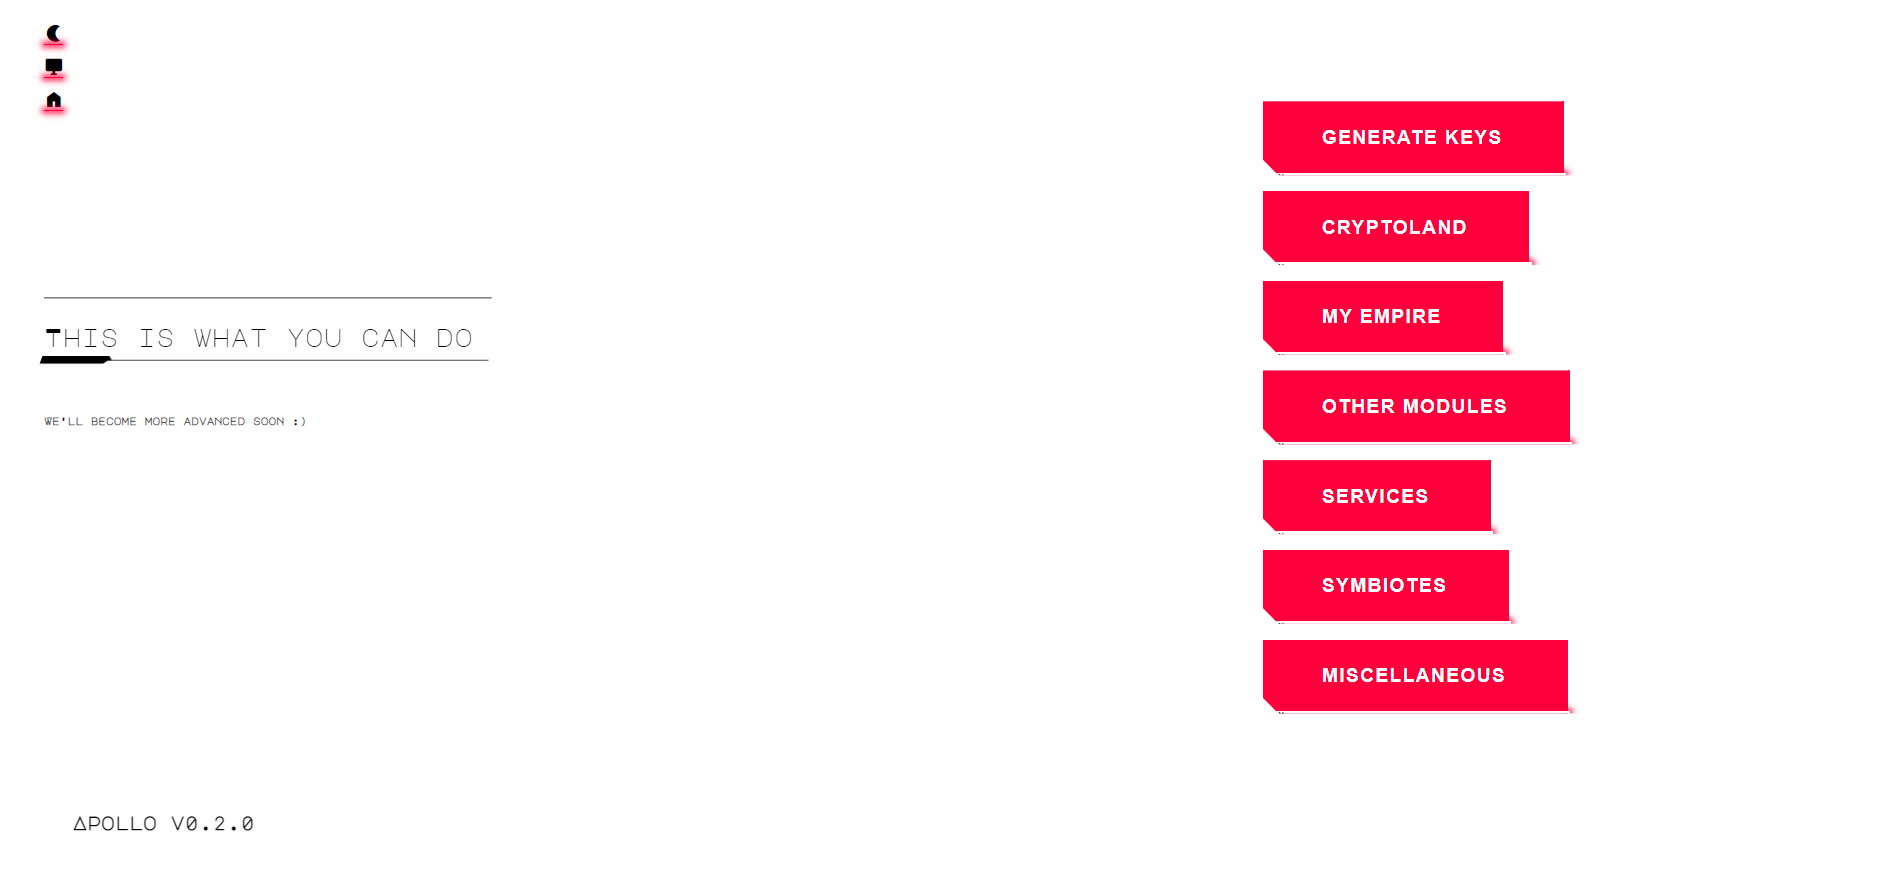 THIS IS WHAT YOU CAN DO
WE'LL BECOME MORE ADVANCED SOON :)
GENERATE KEYS
CRYPTOLAND
MY EMPIRE
OTHER MODULES
SERVICES
SYMBIOTES
MISCELLANEOUS
ΔPOLLO V0.2.0